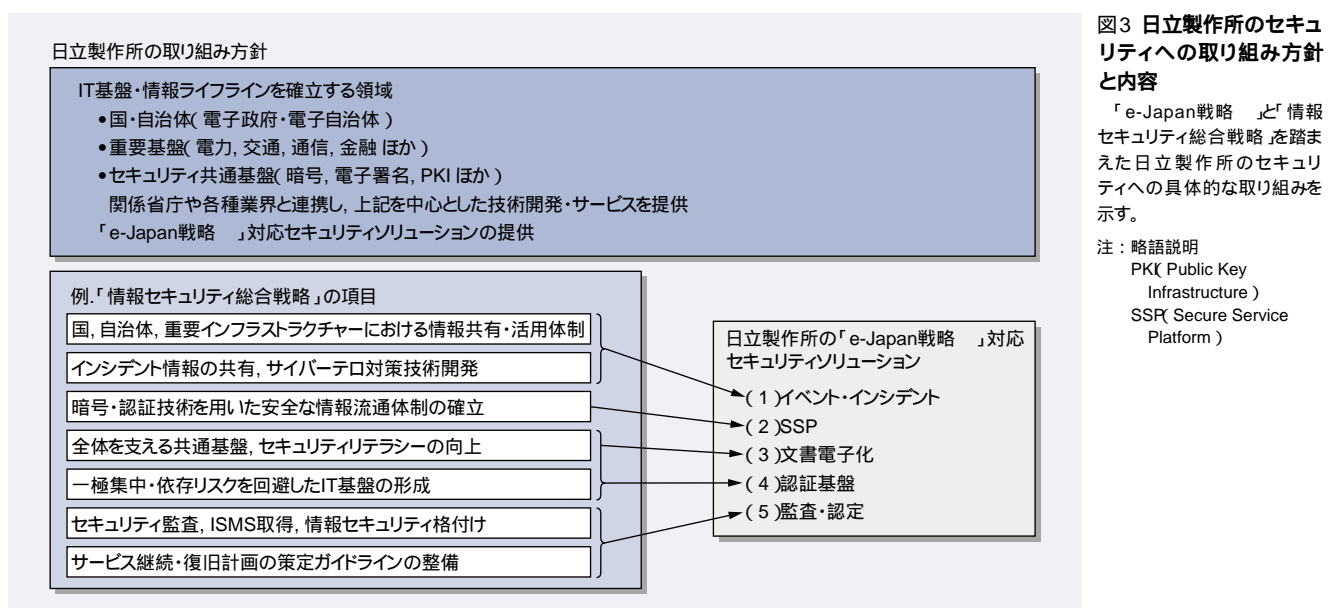 日立製作所の取り組み方針
IT基盤・情報ライフラインを確立する領域
•国・自治体( 電子政府・電子自治体 )
•重要基盤( 電力, 交通, 通信, 金融 ほか )
•セキュリティ共通基盤( 暗号, 電子署名, PKI ほか )
関係省庁や各種業界と連携し, 上記を中心とした技術開発・サービスを提供
「e-Japan戦略　」対応セキュリティソリューションの提供
例.「情報セキュリティ総合戦略」の項目
国, 自治体, 重要インフラストラクチャーにおける情報共有・活用体制
インシデント情報の共有, サイバーテロ対策技術開発
暗号・認証技術を用いた安全な情報流通体制の確立
全体を支える共通基盤, セキュリティリテラシーの向上
一極集中・依存リスクを回避したIT基盤の形成
セキュリティ監査, ISMS取得, 情報セキュリティ格付け
サービス継続・復旧計画の策定ガイドラインの整備
日立製作所の「e-Japan戦略　」対応
セキュリティソリューション
( 1 )イベント・インシデント
( 2 )SSP
( 3 )文書電子化
( 4 )認証基盤
( 5 )監査・認定
図3 日立製作所のセキュ
リティへの取り組み方針
と内容
「e-Japan戦略　」と「情報
セキュリティ総合戦略」を踏ま
えた日立製作所のセキュリ
ティへの具体的な取り組みを
示す。
注：略語説明
PKI( Public Key
Infrastructure )
SSP( Secure Service
Platform )